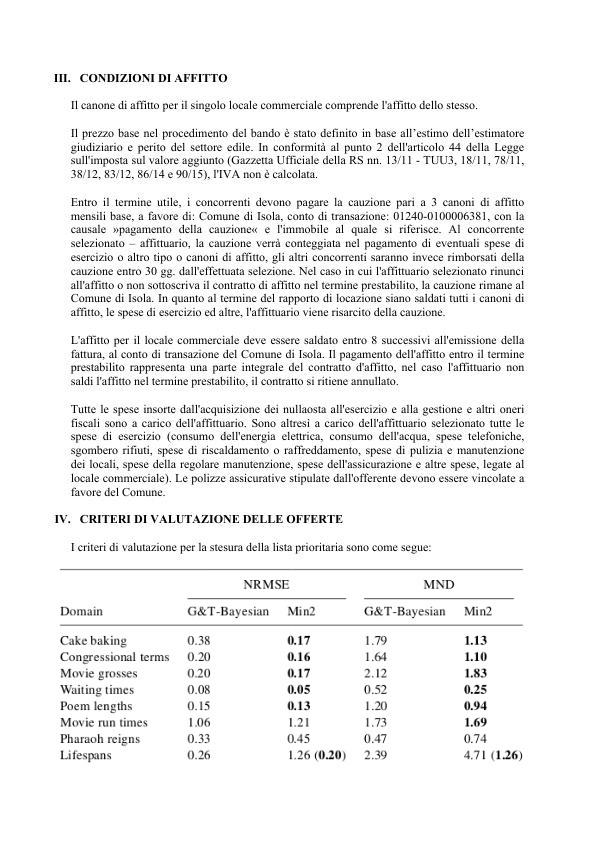 III. CONDIZIONI DI AFFITTO
Il canone di affitto per il singolo locale commerciale comprende l'affitto dello stesso.
Il prezzo base nel procedimento del bando è stato definito in base all'estimo dell'estimatore
giudiziario e perito del settore edile. In conformità al punto 2 dell'articolo 44 della Legge
sull'imposta sul valore aggiunto (Gazzetta Ufficiale della RS nn. 13/11 - TUU3, 18/11, 78/11,
38/12, 83/12, 86/14 e 90/15), l'IVA non è calcolata.
Entro il termine utile, i concorrenti devono pagare la cauzione pari a 3 canoni di affitto
mensili base, a favore di: Comune di Isola, conto di transazione: 01240-0100006381, con la
causale »pagamento della cauzione« e l'immobile al quale si riferisce. Al concorrente
selezionato – affittuario, la cauzione verrà conteggiata nel pagamento di eventuali spese di
esercizio o altro tipo o canoni di affitto, gli altri concorrenti saranno invece rimborsati della
cauzione entro 30 gg. dall'effettuata selezione. Nel caso in cui l'affittuario selezionato rinunci
all'affitto o non sottoscriva il contratto di affitto nel termine prestabilito, la cauzione rimane al
Comune di Isola. In quanto al termine del rapporto di locazione siano saldati tutti i canoni di
affitto, le spese di esercizio ed altre, l'affittuario viene risarcito della cauzione.
L'affitto per il locale commerciale deve essere saldato entro 8 successivi all'emissione della
fattura, al conto di transazione del Comune di Isola. Il pagamento dell'affitto entro il termine
prestabilito rappresenta una parte integrale del contratto d'affitto, nel caso l'affittuario non
saldi l'affitto nel termine prestabilito, il contratto si ritiene annullato.
Tutte le spese insorte dall'acquisizione dei nullaosta all'esercizio e alla gestione e altri oneri
fiscali sono a carico dell'affittuario. Sono altresì a carico dell'affittuario selezionato tutte le
spese di esercizio (consumo dell'energia elettrica, consumo dell'acqua, spese telefoniche,
sgombero rifiuti, spese di riscaldamento o raffreddamento, spese di pulizia e manutenzione
dei locali, spese della regolare manutenzione, spese dell'assicurazione e altre spese, legate al
locale commerciale). Le polizze assicurative stipulate dall'offerente devono essere vincolate a
favore del Comune.
IV. CRITERI DI VALUTAZIONE DELLE OFFERTE
I criteri di valutazione per la stesura della lista prioritaria sono come segue:
NRMSE MND
Domain G&T-Bayesian Min2 G&T-Bayesian Min2
Cake baking 0.38 0.17 1.79 1.13
Congressional terms 0.20 0.16 1.64 1.10
Movie grosses 0.20 0.17 2.12 1.83
Waiting times 0.08 0.05 0.52 0.25
Poem lengths 0.15 0.13 1.20 0.94
Movie run times 1.06 1.21 1.73 1.69
Pharaoh reigns 0.33 0.45 0.47 0.74
Lifespans 0.26 1.26 (0.20) 2.39 4.71 (1.26)